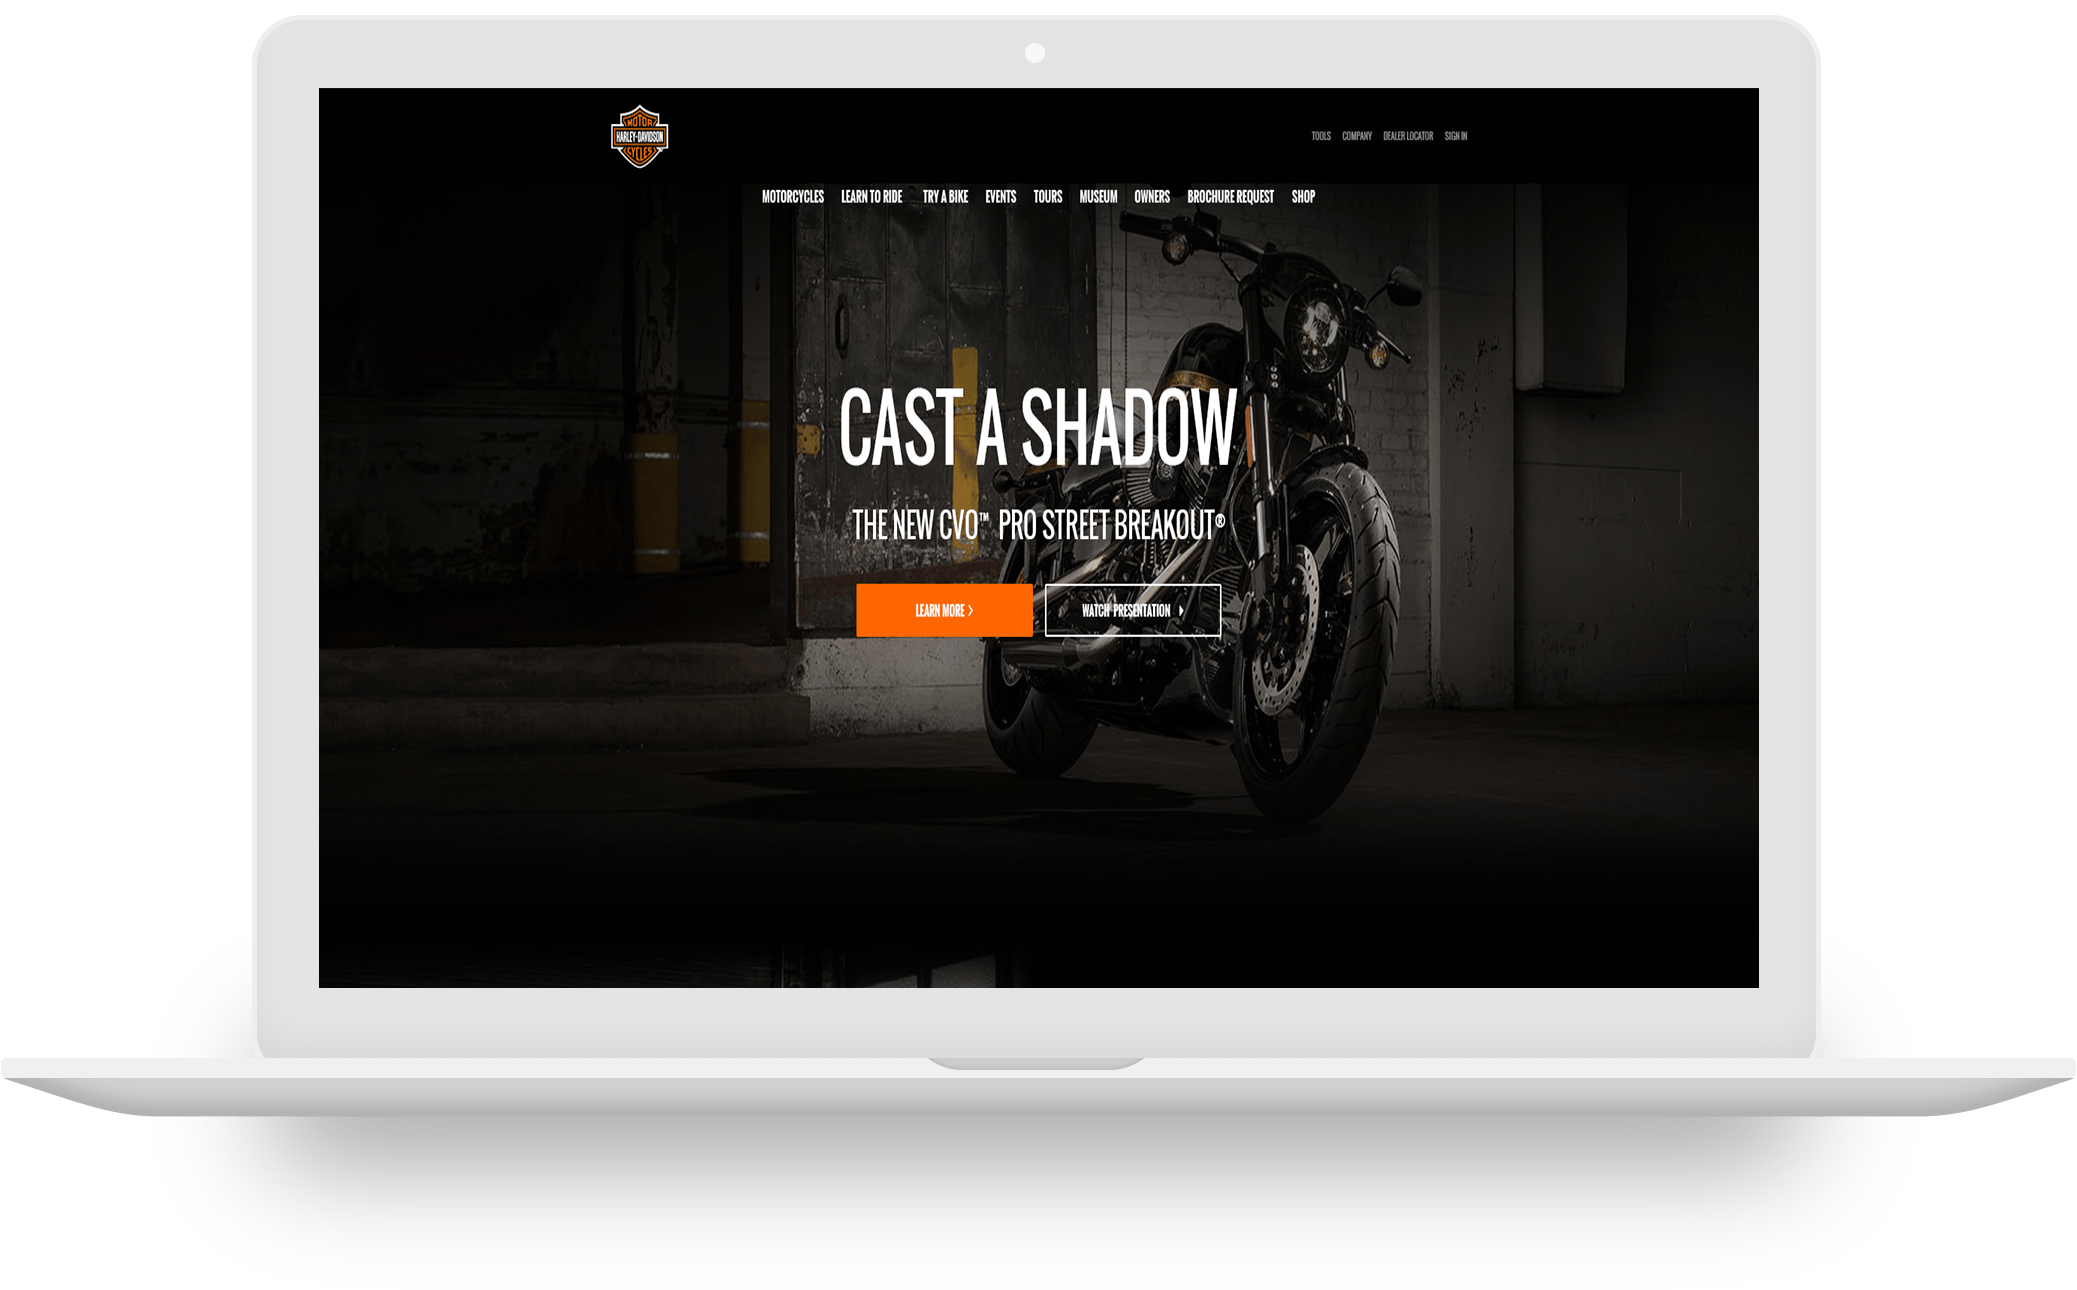 MOTOR
HARLEY-DAVIDSON
CYCLES
TOOLS COMPANY DEALER LOCATOR SIGN IN
MOTORCYCLES LEARN TO RIDE TRY A BIKE EVENTS TOURS MUSEUM OWNERS BROCHURE REQUEST SHOP
CAST A SHADOW
THE NEW CVO™ PRO STREET BREAKOUT®
LEARN MORE >
WATCH PRESENTATION